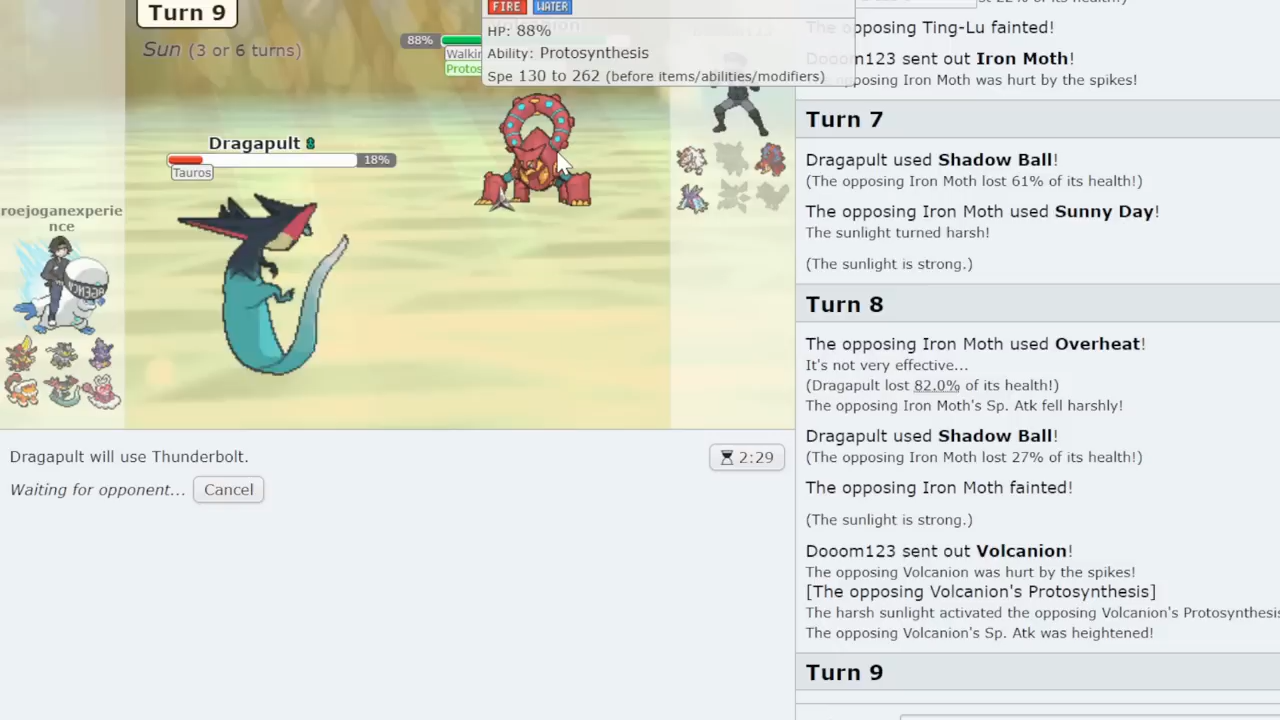 Turn 9
Sun (3 or 6 turns)
FIRE WATER
HP: 88%
Ability: Protosynthesis
Spe 130 to 262 (before items/abilities/modifiers)
88%
Dragapult
18%
Tauros
roejoganexperie
nce
AGENCY
Dragapult will use Thunderbolt.
2:29
Waiting for opponent... Cancel
The opposing Ting-Lu fainted!
sent out Iron Moth!
opposing Iron Moth was hurt by the spikes!
Turn 7
Dragapult used Shadow Ball!
(The opposing Iron Moth lost 61% of its health!)
The opposing Iron Moth used Sunny Day!
The sunlight turned harsh!
(The sunlight is strong.)
Turn 8
The opposing Iron Moth used Overheat!
It's not very effective...
(Dragapult lost 82.0% of its health!)
The opposing Iron Moth's Sp. Atk fell harshly!
Dragapult used Shadow Ball!
(The opposing Iron Moth lost 27% of its health!)
The opposing Iron Moth fainted!
(The sunlight is strong.)
Dooom123 sent out Volcanion!
The opposing Volcanion was hurt by the spikes!
[The opposing Volcanion's Protosynthesis]
The harsh sunlight activated the opposing Volcanion's Protosynthesis
The opposing Volcanion's Sp. Atk was heightened!
Turn 9